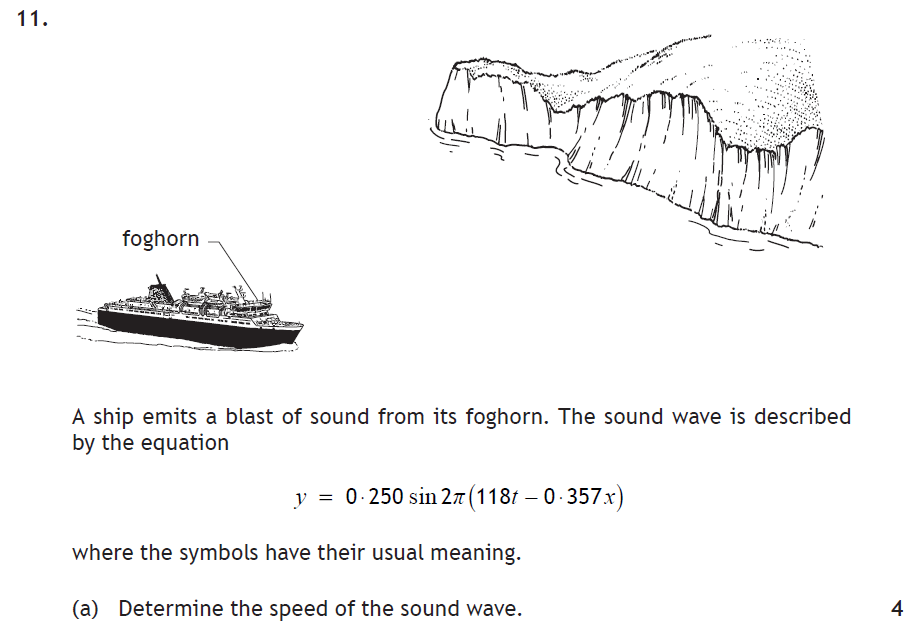 11.
foghorn
A ship emits a blast of sound from its foghorn. The sound wave is described
by the equation
y = 0·250 sin 2π(118t – 0·357x)
where the symbols have their usual meaning.
(a) Determine the speed of the sound wave. 4